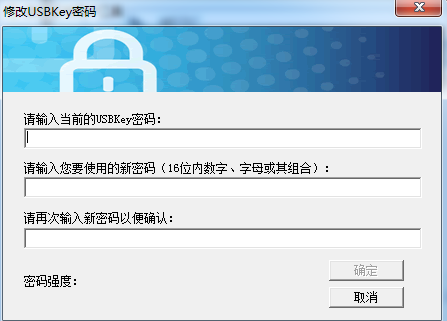 修改USBKey密码
请输入当前的USBKey密码：
请输入您要使用的新密码（16位内数字、字母或其组合）：
请再次输入新密码以便确认：
密码强度：
确定
取消